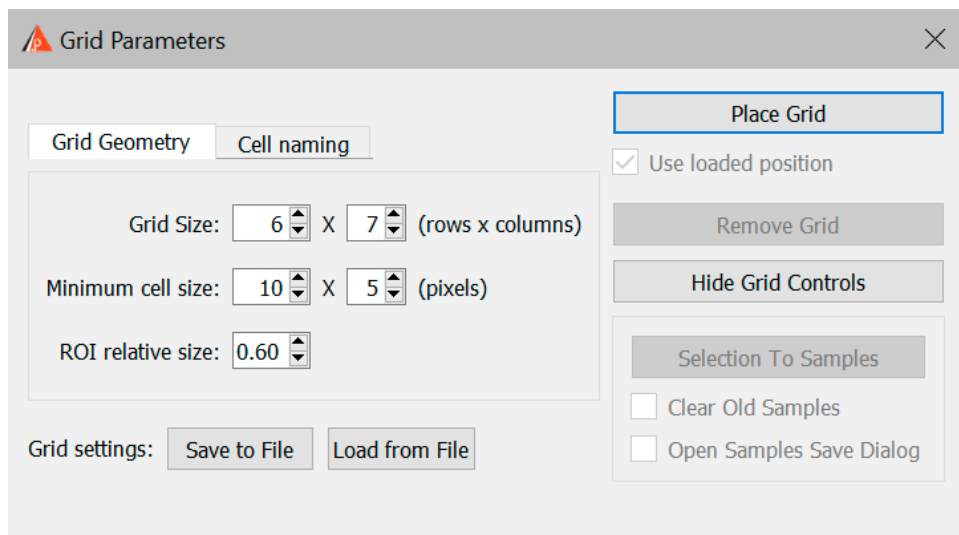 Grid Parameters
Place Grid
Grid Geometry Cell naming
Use loaded position
Grid Size: 6 X 7 (rows x columns)
Remove Grid
Minimum cell size: 10 X 5 (pixels)
Hide Grid Controls
ROI relative size: 0.60
Selection To Samples
Clear Old Samples
Grid settings: Save to File Load from File
Open Samples Save Dialog